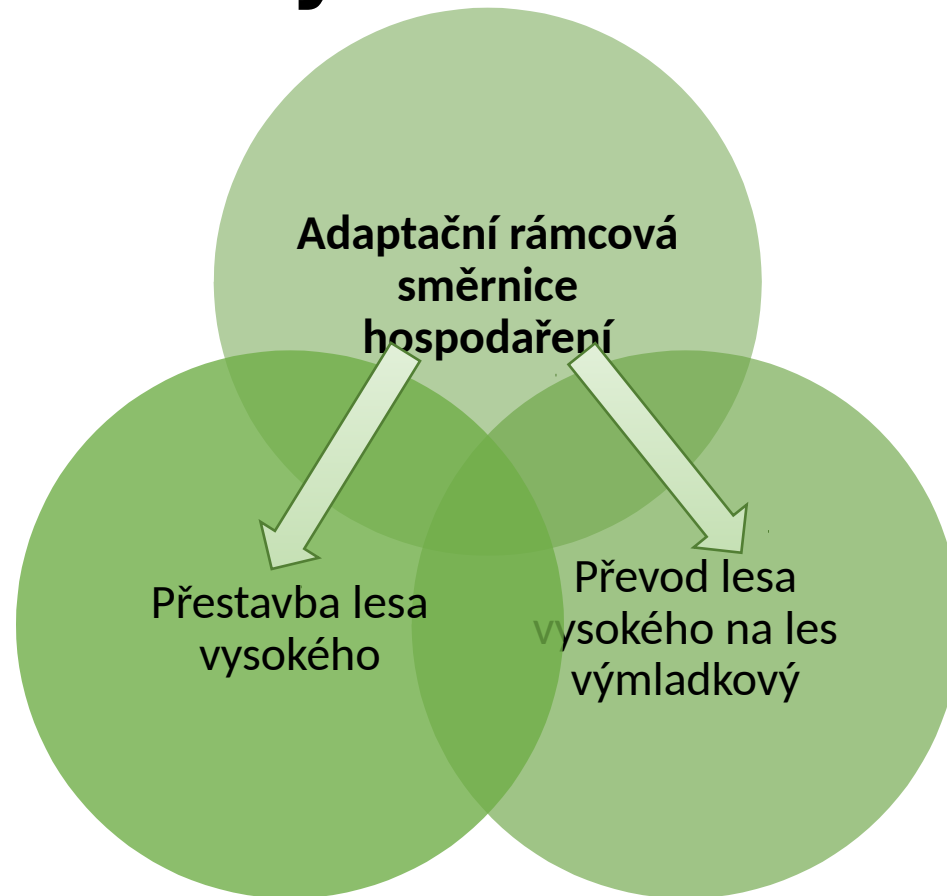 Adaptační rámcová
směrnice
hospodaření
Přestavba lesa
vysokého
Převod lesa
vysokého na les
výmladkový